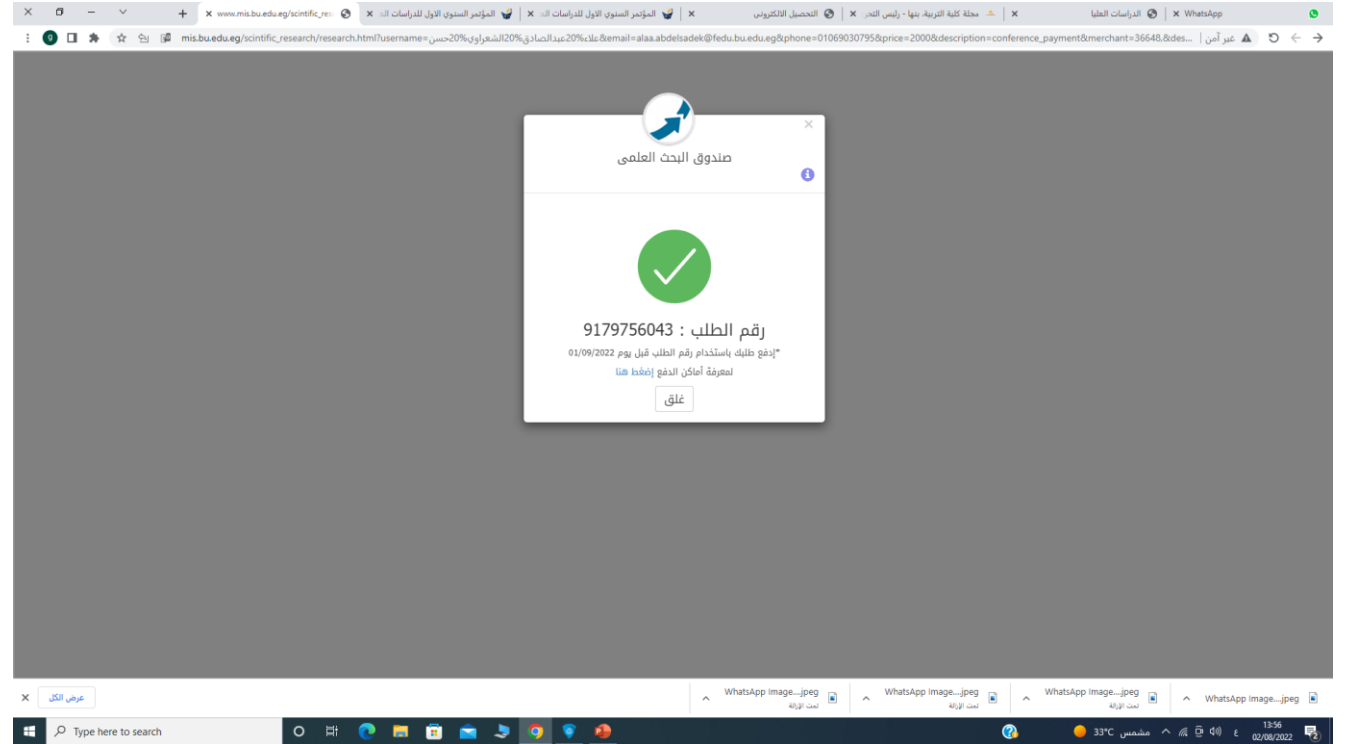 WhatsApp
الدراسات العليا
مجلة كلية التربية. بنها - رئيس التحر
التحصيل الالكتروني
المؤتمر السنوي الاول للدراسات الـ
المؤتمر السنوي الاول للدراسات الـ
www.mis.bu.edu.eg/scintific_res
mis.bu.edu.eg/scintific_research/research.html?username=علاء%20عبدالصادق%20الشعراوي%20حسن&email=alaa.abdelsadek@fedu.bu.edu.eg&phone=01069030795&price=2000&description=conference_payment&merchant=36648,&des...
غير آمن
صندوق البحث العلمى
رقم الطلب : 9179756043
*إدفع طلبك باستخدام رقم الطلب قبل يوم 01/09/2022
لمعرفة أماكن الدفع إضغط هنا
غلق
WhatsApp Image....jpeg
WhatsApp Image....jpeg
تمت الإزالة
WhatsApp Image....jpeg
تمت الإزالة
WhatsApp Image....jpeg
تمت الإزالة
عرض الكل
Type here to search
33°C مشمس
ع
13:56
02/08/2022
2